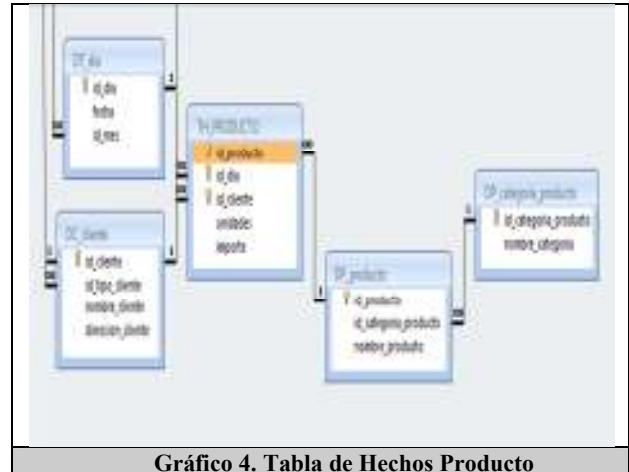 DT_dia
id_dia
fecha
id_mes
TH_PRODUCTO
id_producto
id_dia
id_cliente
unidades
importe
DC_cliente
id_cliente
id_tipo_cliente
nombre_cliente
direccion_cliente
DP_producto
id_producto
id_categoria_producto
nombre_producto
DP_categoria_producto
id_categoria_producto
nombre_categoria
Gráfico 4. Tabla de Hechos Producto